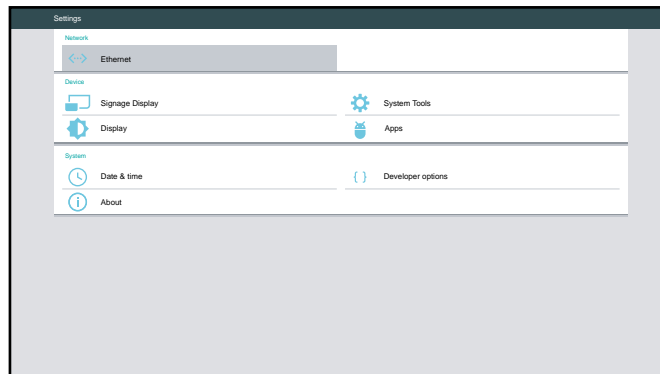 Settings
Network
Ethernet
Device
Signage Display
System Tools
Display
Apps
System
Date & time
{ } Developer options
About